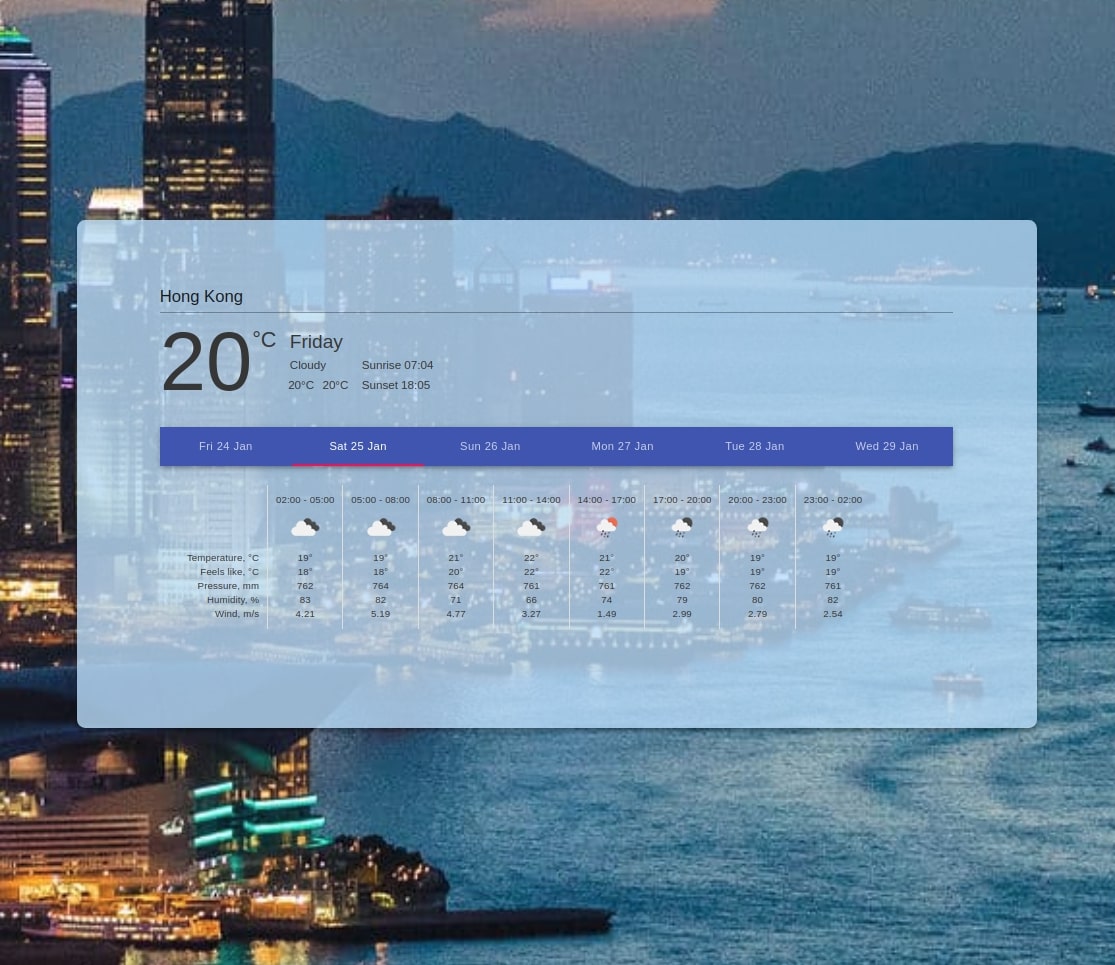 Hong Kong
20°C
Friday
Cloudy Sunrise 07:04
20°C 20°C Sunset 18:05
Fri 24 Jan Sat 25 Jan Sun 26 Jan Mon 27 Jan Tue 28 Jan Wed 29 Jan
02:00 - 05:00 05:00 - 08:00 08:00 - 11:00 11:00 - 14:00 14:00 - 17:00 17:00 - 20:00 20:00 - 23:00 23:00 - 02:00
Temperature, °C 19° 19° 21° 22° 21° 20° 19° 19°
Feels like, °C 18° 18° 20° 22° 22° 19° 19° 19°
Pressure, mm 762 764 764 761 761 762 762 761
Humidity, % 83 82 71 66 74 79 80 82
Wind, m/s 4.21 5.19 4.77 3.27 1.49 2.99 2.79 2.54